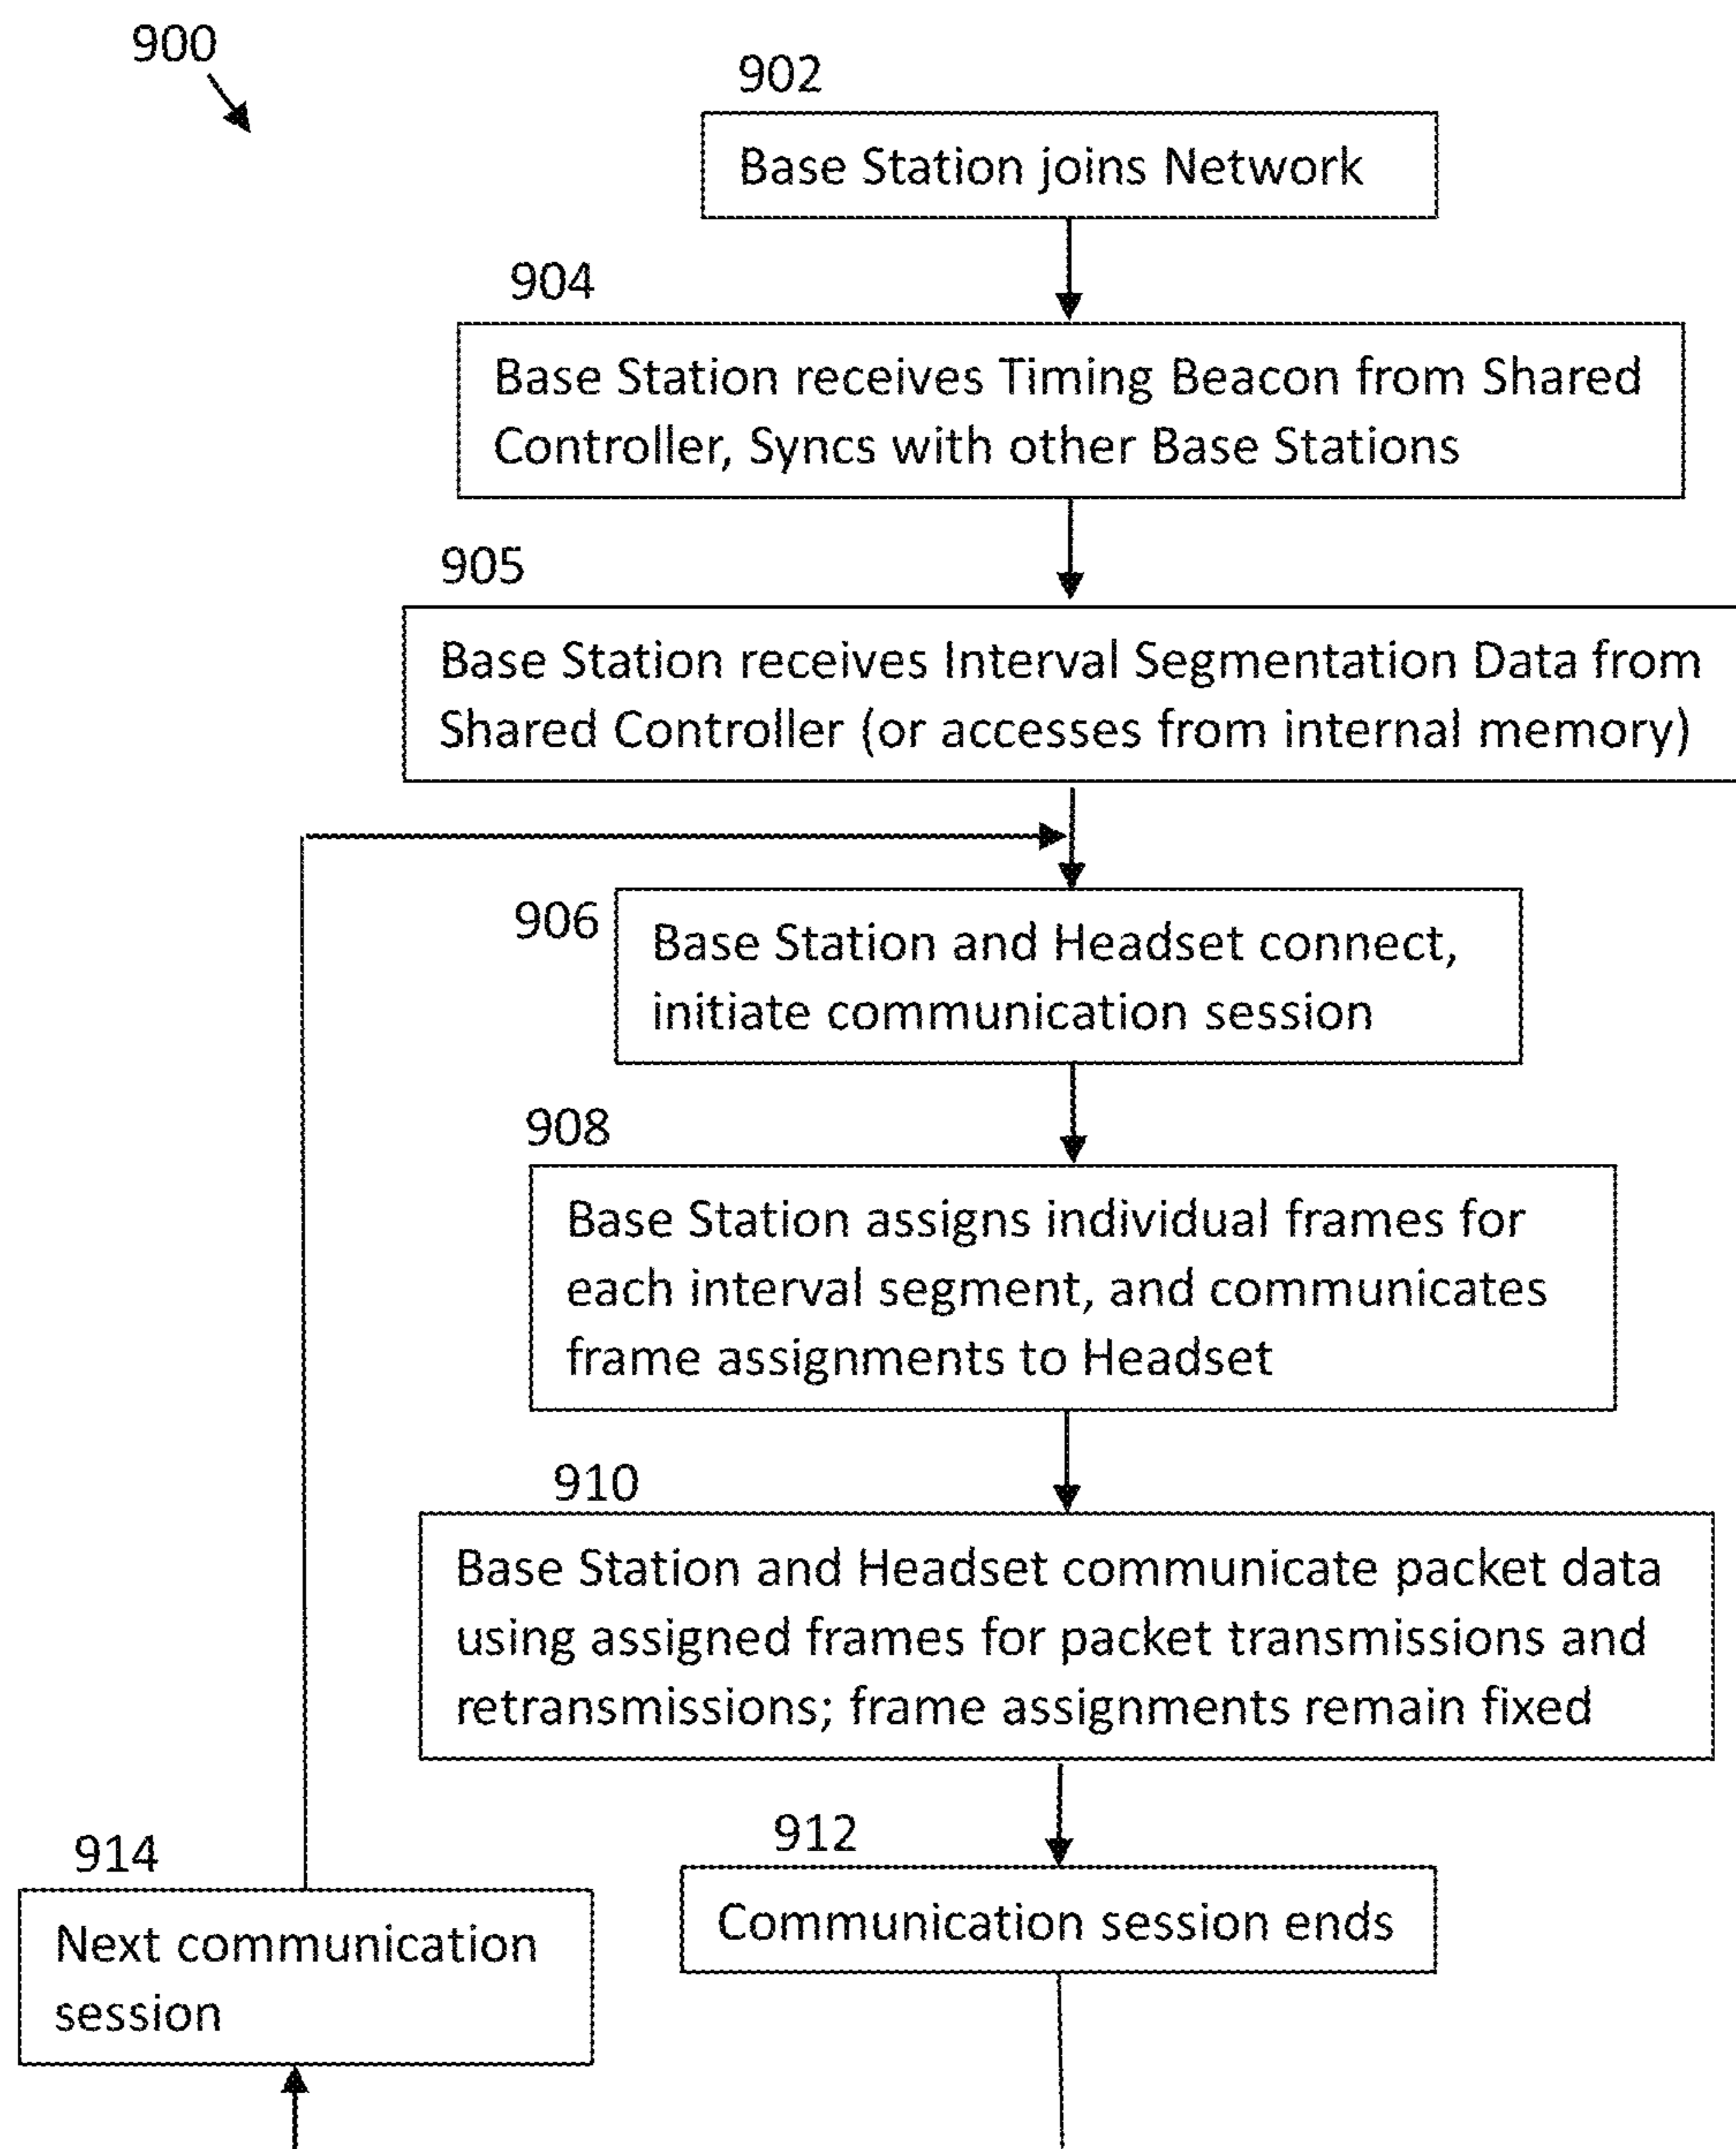 900
902
Base Station joins Network
904
Base Station receives Timing Beacon from Shared
Controller, Syncs with other Base Stations
905
Base Station receives Interval Segmentation Data from
Shared Controller (or accesses from internal memory)
906
Base Station and Headset connect,
initiate communication session
908
Base Station assigns individual frames for
each interval segment, and communicates
frame assignments to Headset
910
Base Station and Headset communicate packet data
using assigned frames for packet transmissions and
retransmissions; frame assignments remain fixed
912
Communication session ends
914
Next communication
session